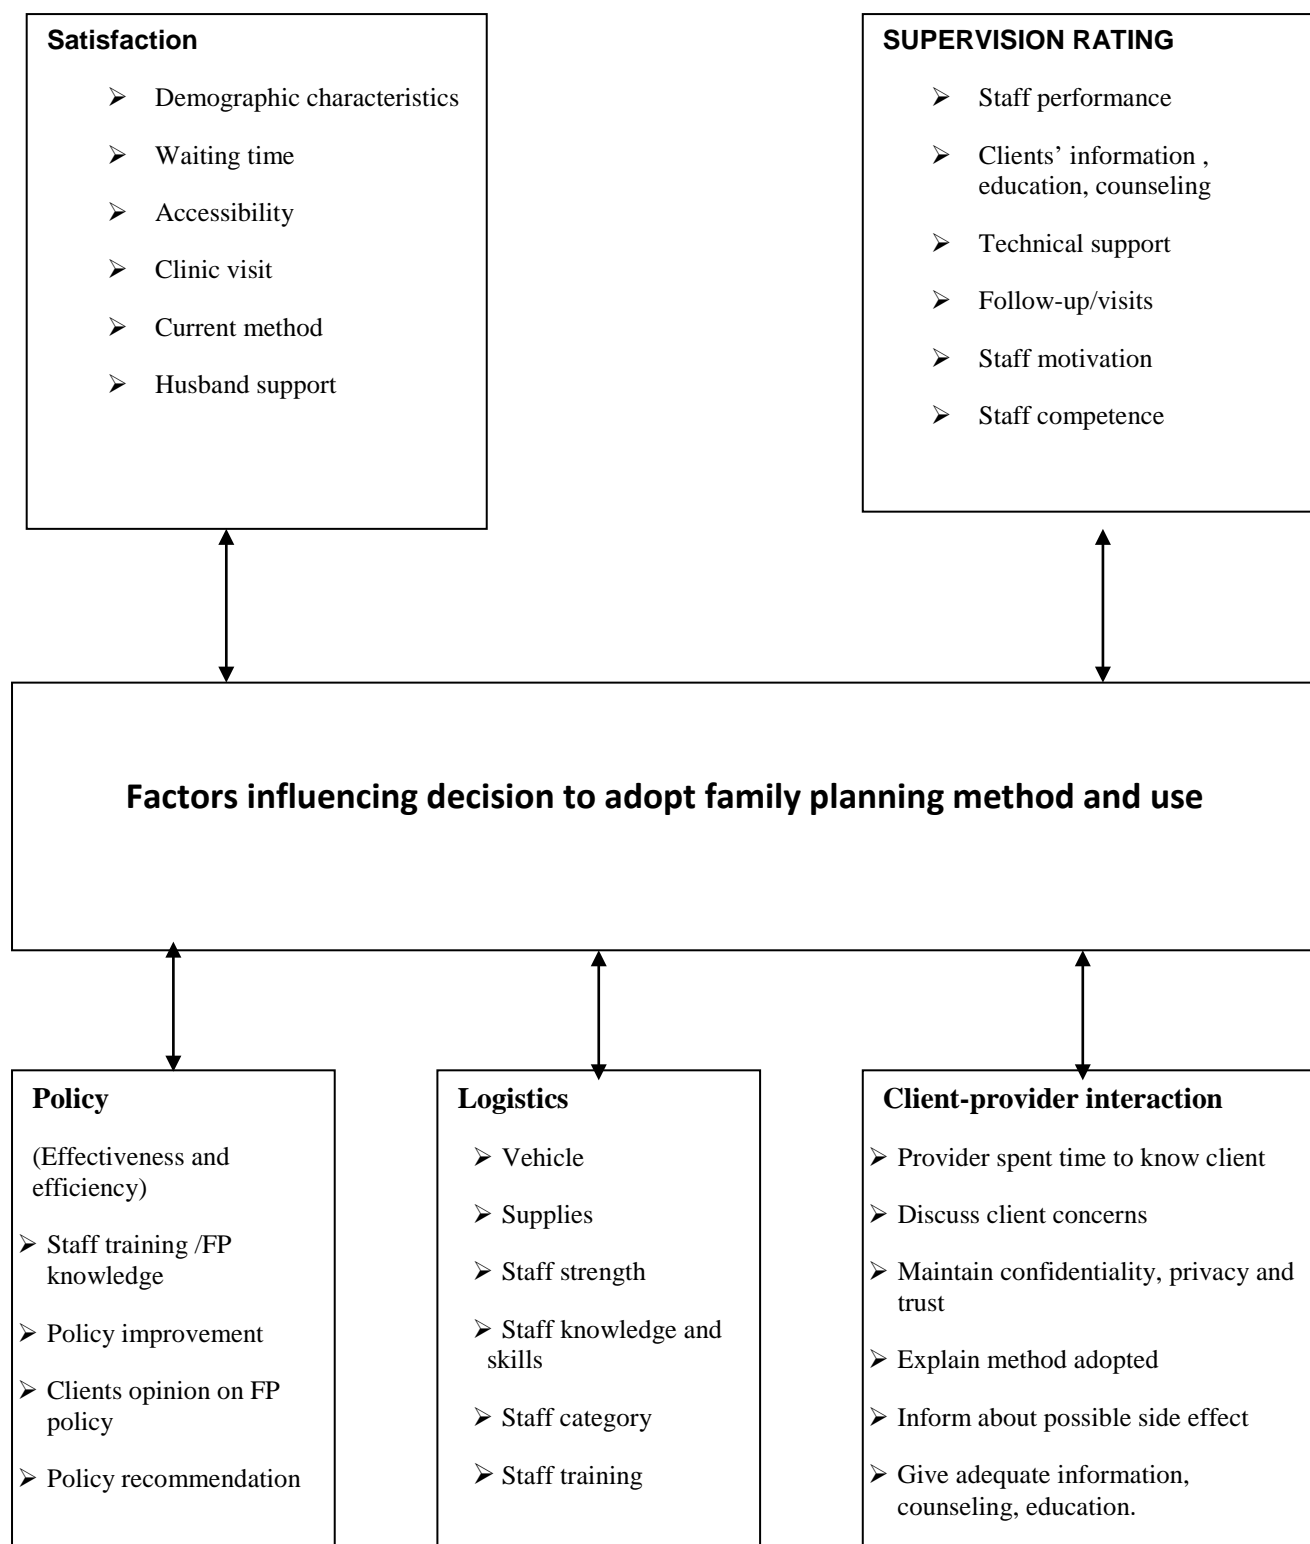 Satisfaction
➢ Demographic characteristics
➢ Waiting time
➢ Accessibility
➢ Clinic visit
➢ Current method
➢ Husband support
SUPERVISION RATING
➢ Staff performance
➢ Clients’ information ,
education, counseling
➢ Technical support
➢ Follow-up/visits
➢ Staff motivation
➢ Staff competence
Factors influencing decision to adopt family planning method and use
Policy
(Effectiveness and
efficiency)
➢ Staff training /FP
knowledge
➢ Policy improvement
➢ Clients opinion on FP
policy
➢ Policy recommendation
Logistics
➢ Vehicle
➢ Supplies
➢ Staff strength
➢ Staff knowledge and
skills
➢ Staff category
➢ Staff training
Client-provider interaction
➢ Provider spent time to know client
➢ Discuss client concerns
➢ Maintain confidentiality, privacy and
trust
➢ Explain method adopted
➢ Inform about possible side effect
➢ Give adequate information,
counseling, education.